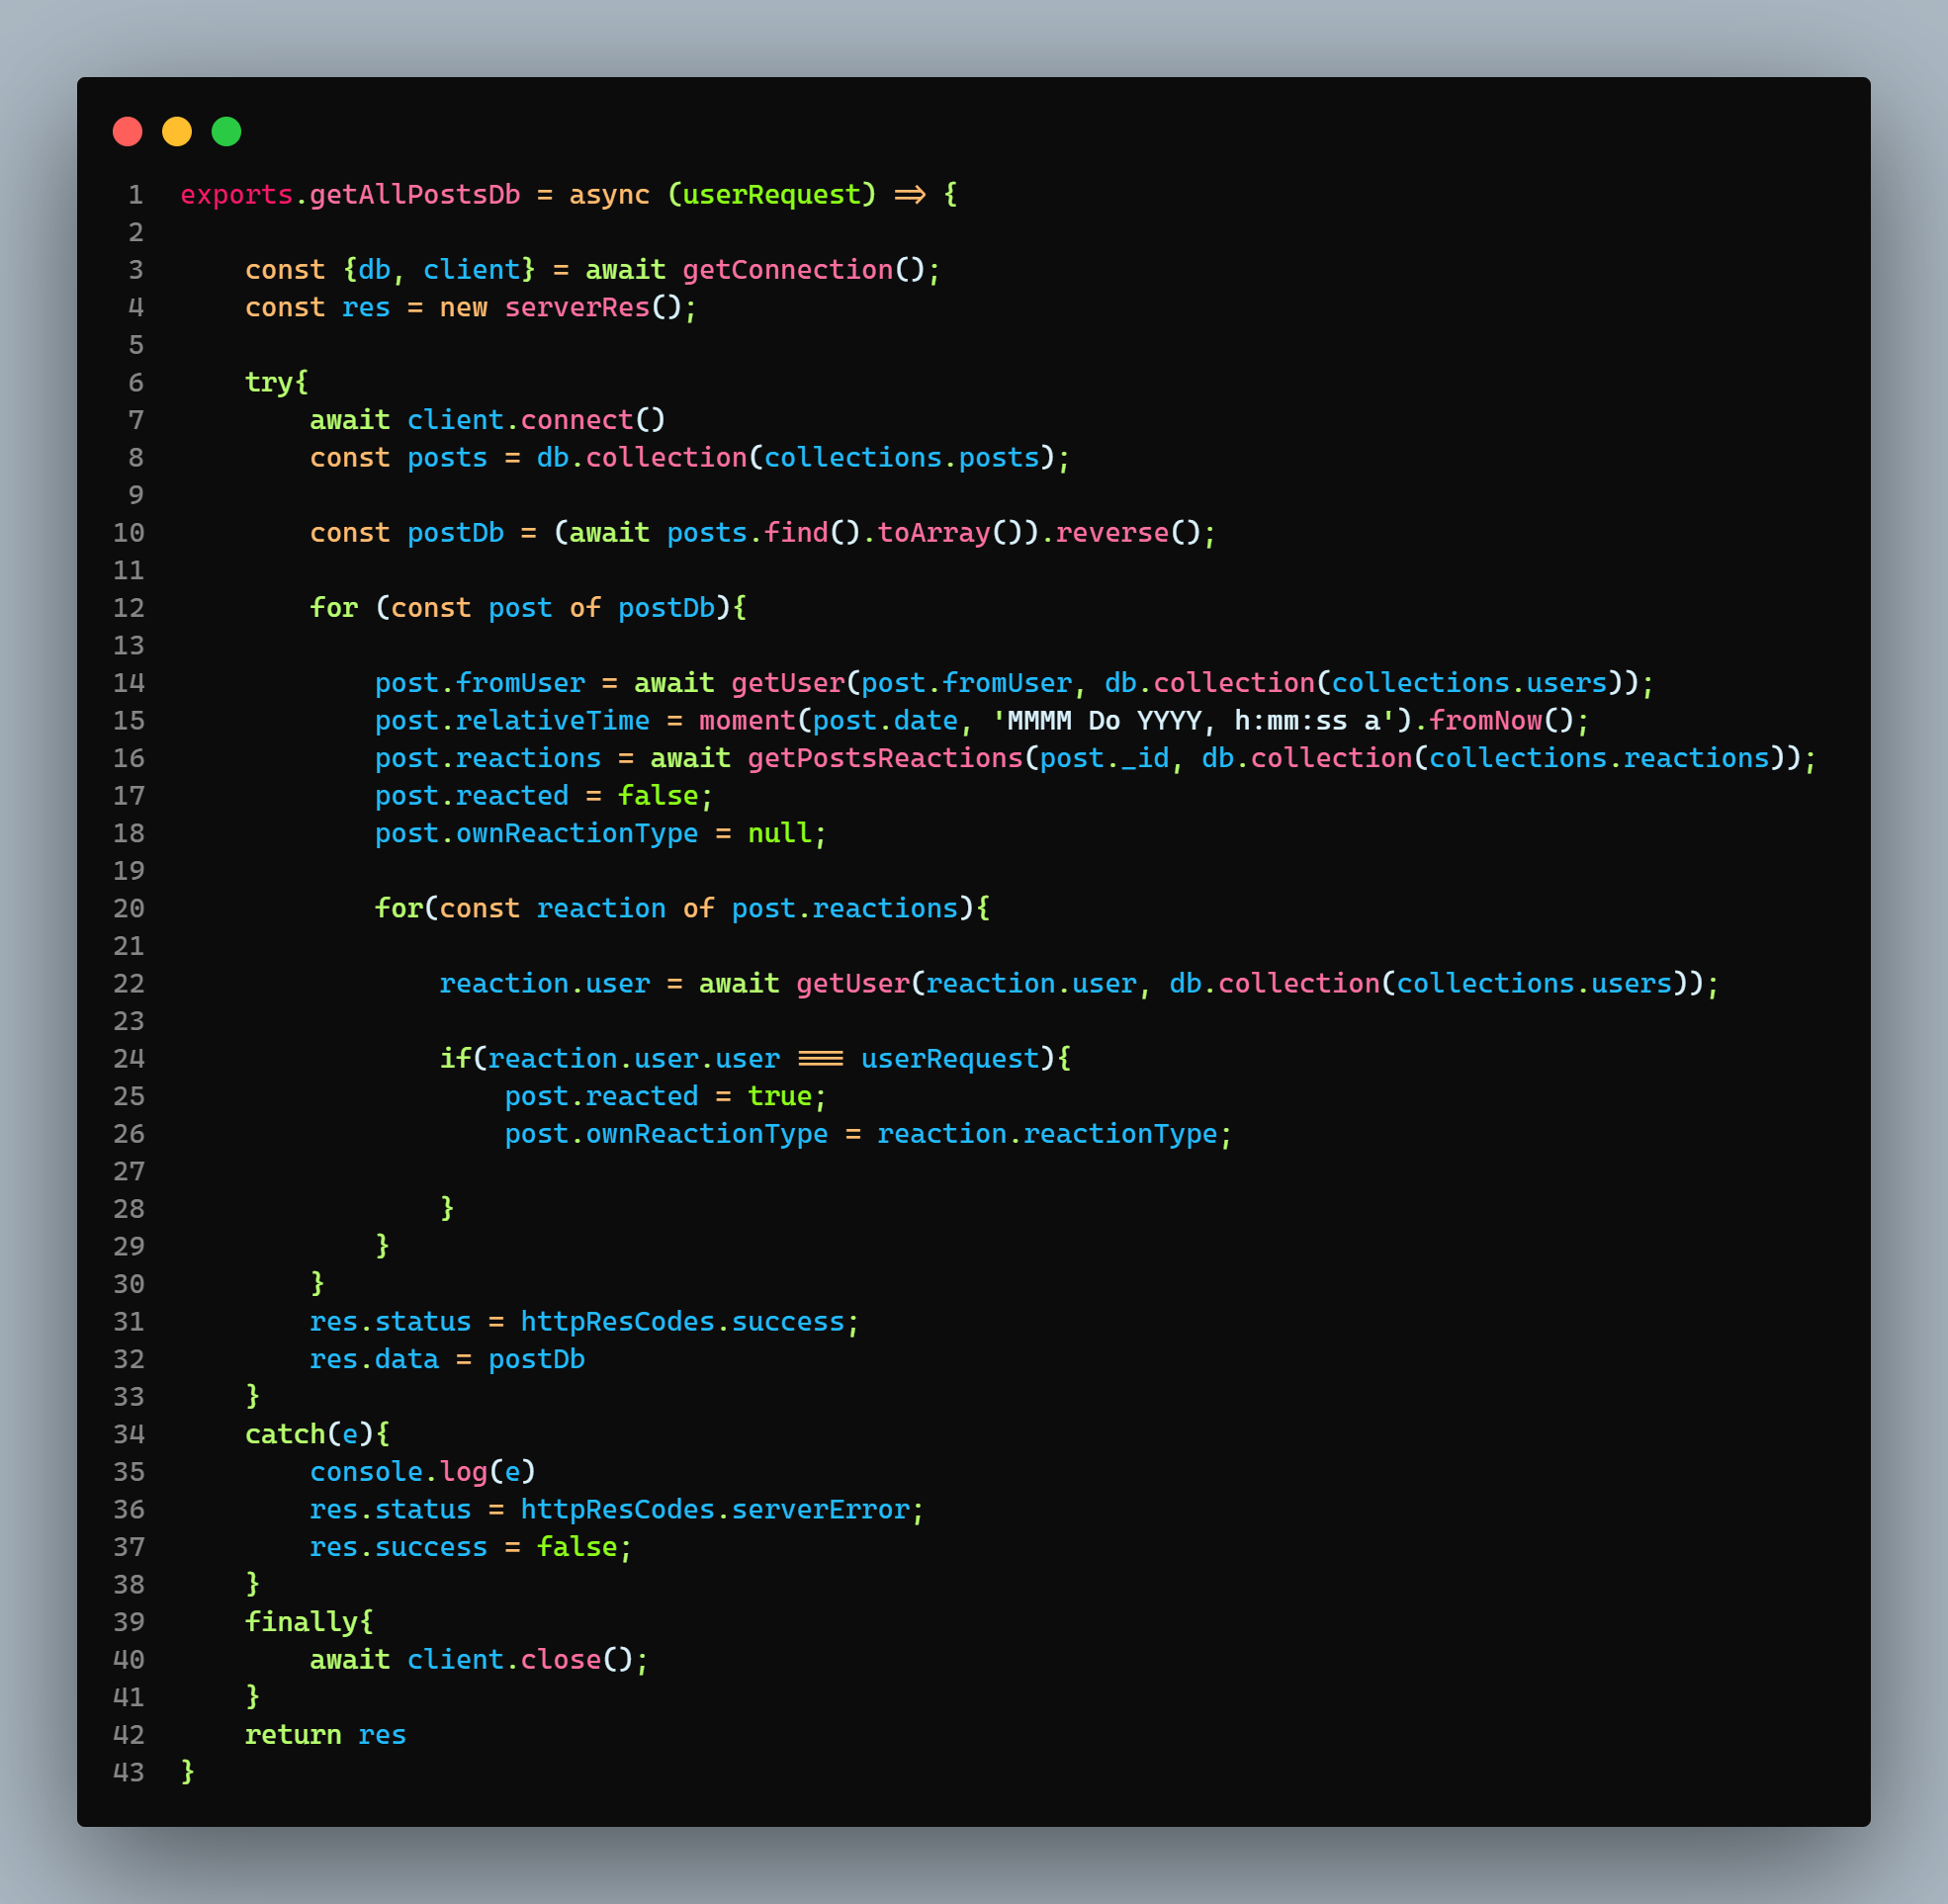 1 exports.getAllPostsDb = async (userRequest) => {
2
3     const {db, client} = await getConnection();
4     const res = new serverRes();
5
6     try{
7         await client.connect()
8         const posts = db.collection(collections.posts);
9
10         const postDb = (await posts.find().toArray()).reverse();
11
12         for (const post of postDb){
13
14             post.fromUser = await getUser(post.fromUser, db.collection(collections.users));
15             post.relativeTime = moment(post.date, 'MMMM Do YYYY, h:mm:ss a').fromNow();
16             post.reactions = await getPostsReactions(post._id, db.collection(collections.reactions));
17             post.reacted = false;
18             post.ownReactionType = null;
19
20             for(const reaction of post.reactions){
21
22                 reaction.user = await getUser(reaction.user, db.collection(collections.users));
23
24                 if(reaction.user.user === userRequest){
25                     post.reacted = true;
26                     post.ownReactionType = reaction.reactionType;
27
28                 }
29             }
30         }
31         res.status = httpResCodes.success;
32         res.data = postDb
33     }
34     catch(e){
35         console.log(e)
36         res.status = httpResCodes.serverError;
37         res.success = false;
38     }
39     finally{
40         await client.close();
41     }
42     return res
43 }